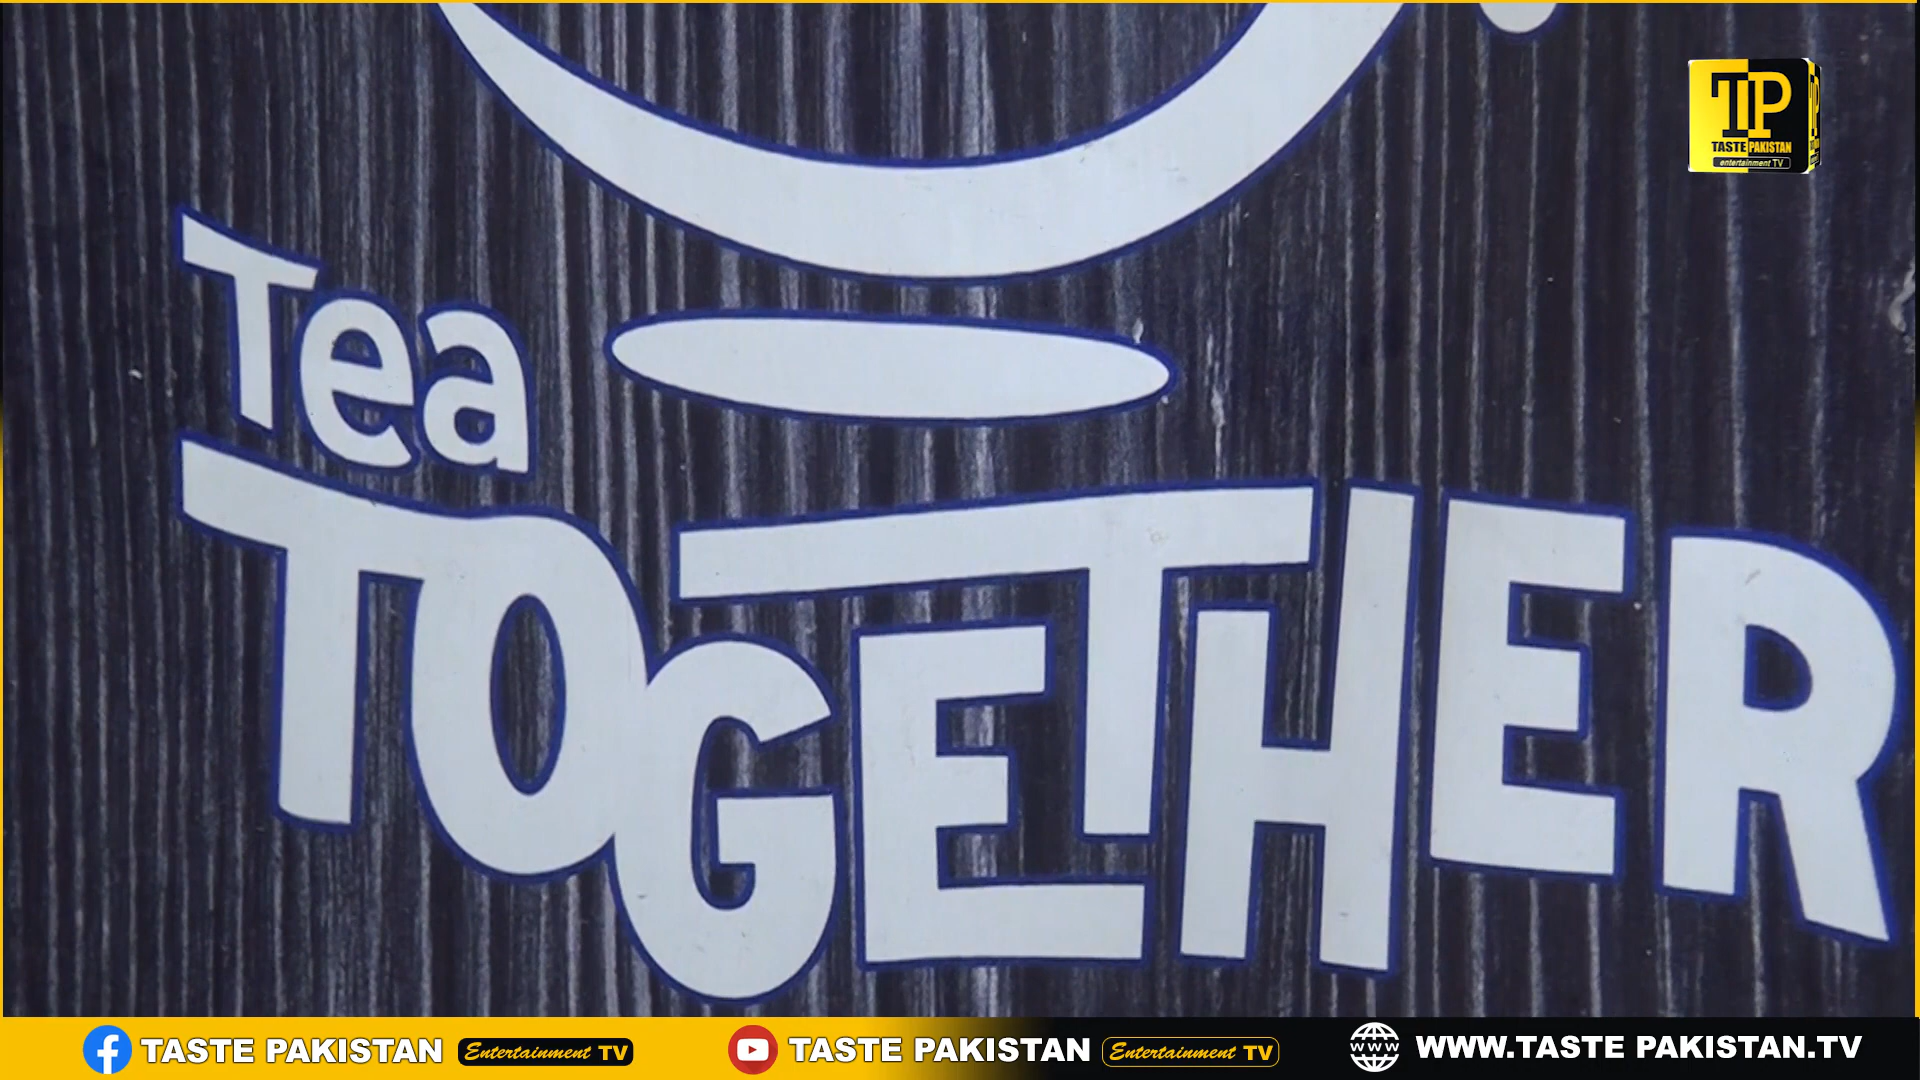 TP
TASTE PAKISTAN
entertainment TV
Tea
TOGETHER
TASTE PAKISTAN Entertainment TV
TASTE PAKISTAN Entertainment TV
WWW.TASTE PAKISTAN.TV